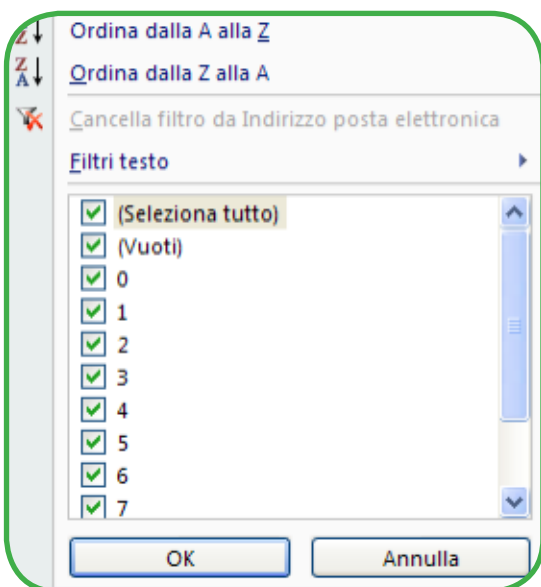 Ordina dalla A alla Z
Ordina dalla Z alla A
Cancella filtro da Indirizzo posta elettronica
Filtri testo
(Seleziona tutto)
(Vuoti)
0
1
2
3
4
5
6
7
OK Annulla